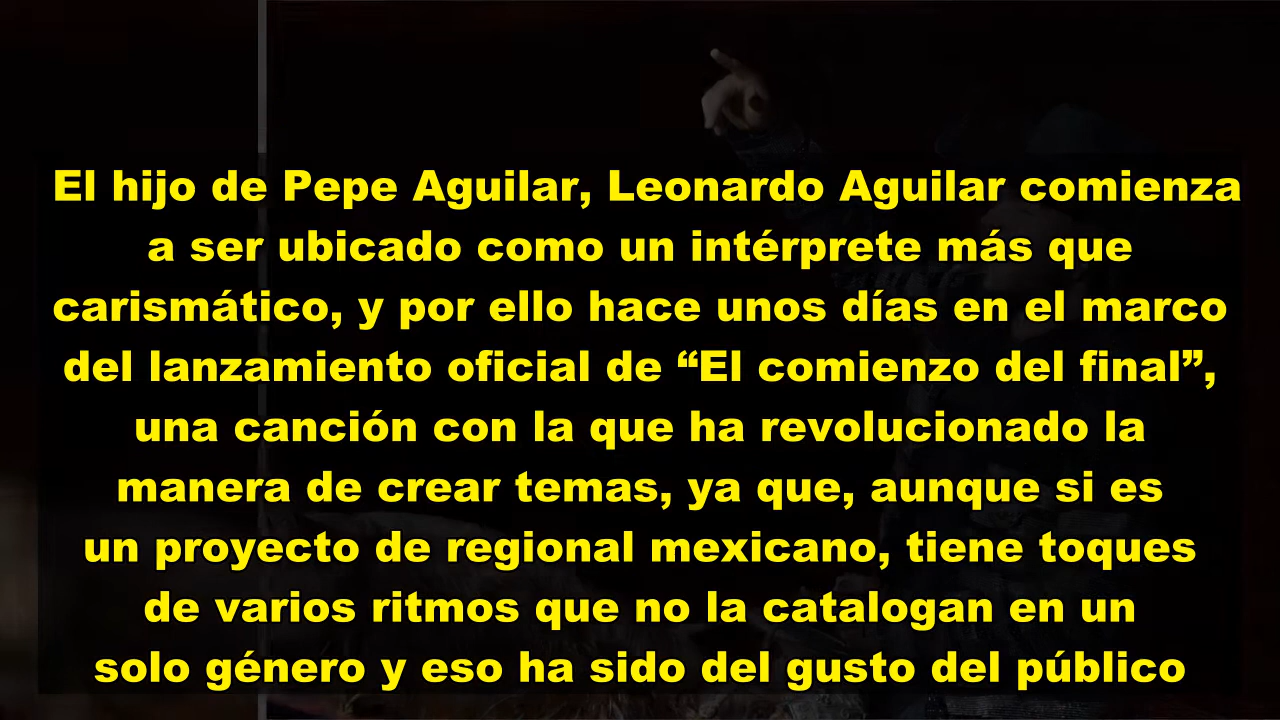 El hijo de Pepe Aguilar, Leonardo Aguilar comienza
a ser ubicado como un intérprete más que
carismático, y por ello hace unos días en el marco
del lanzamiento oficial de “El comienzo del final”,
una canción con la que ha revolucionado la
manera de crear temas, ya que, aunque si es
un proyecto de regional mexicano, tiene toques
de varios ritmos que no la catalogan en un
solo género y eso ha sido del gusto del público